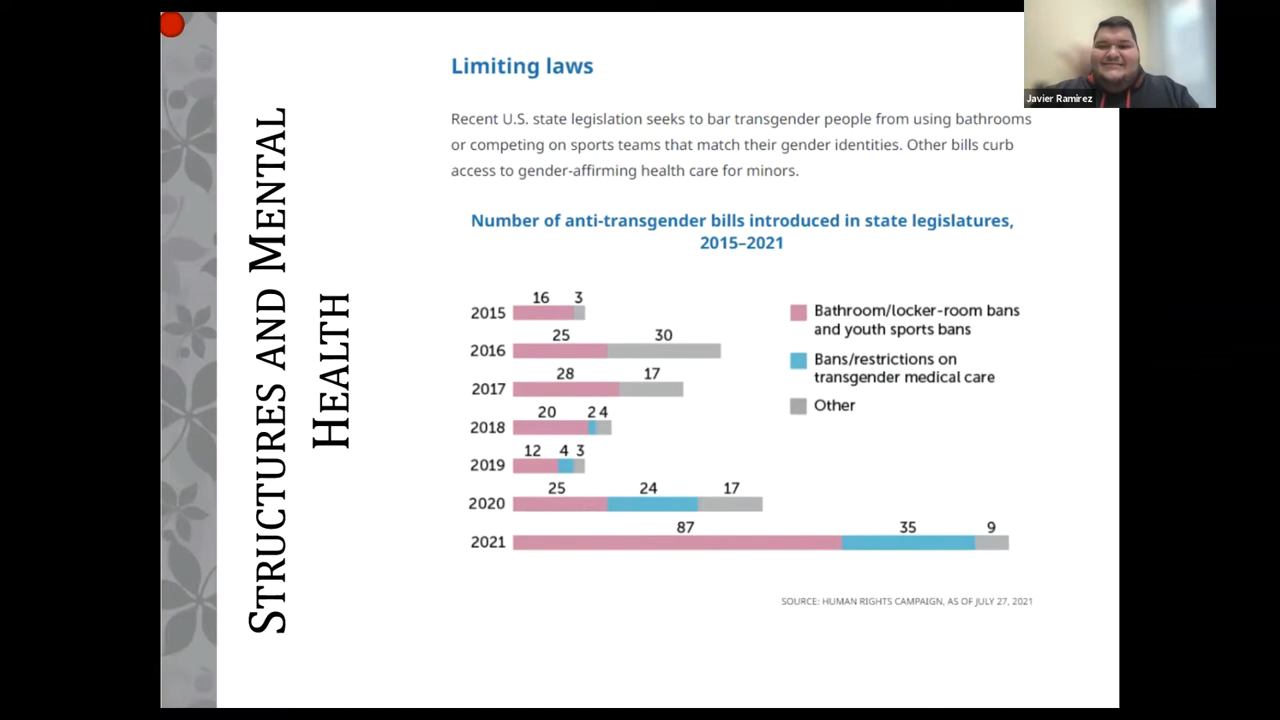 STRUCTURES AND MENTAL
HEALTH
Limiting laws
Recent U.S. state legislation seeks to bar transgender people from using bathrooms
or competing on sports teams that match their gender identities. Other bills curb
access to gender-affirming health care for minors.
Number of anti-transgender bills introduced in state legislatures,
2015–2021
16 3
2015
25 30
2016
28 17
2017
20 2 4
2018
12 4 3
2019
25 24 17
2020
87 35 9
2021
Bathroom/locker-room bans
and youth sports bans
Bans/restrictions on
transgender medical care
Other
SOURCE: HUMAN RIGHTS CAMPAIGN, AS OF JULY 27, 2021
Javier Ramirez